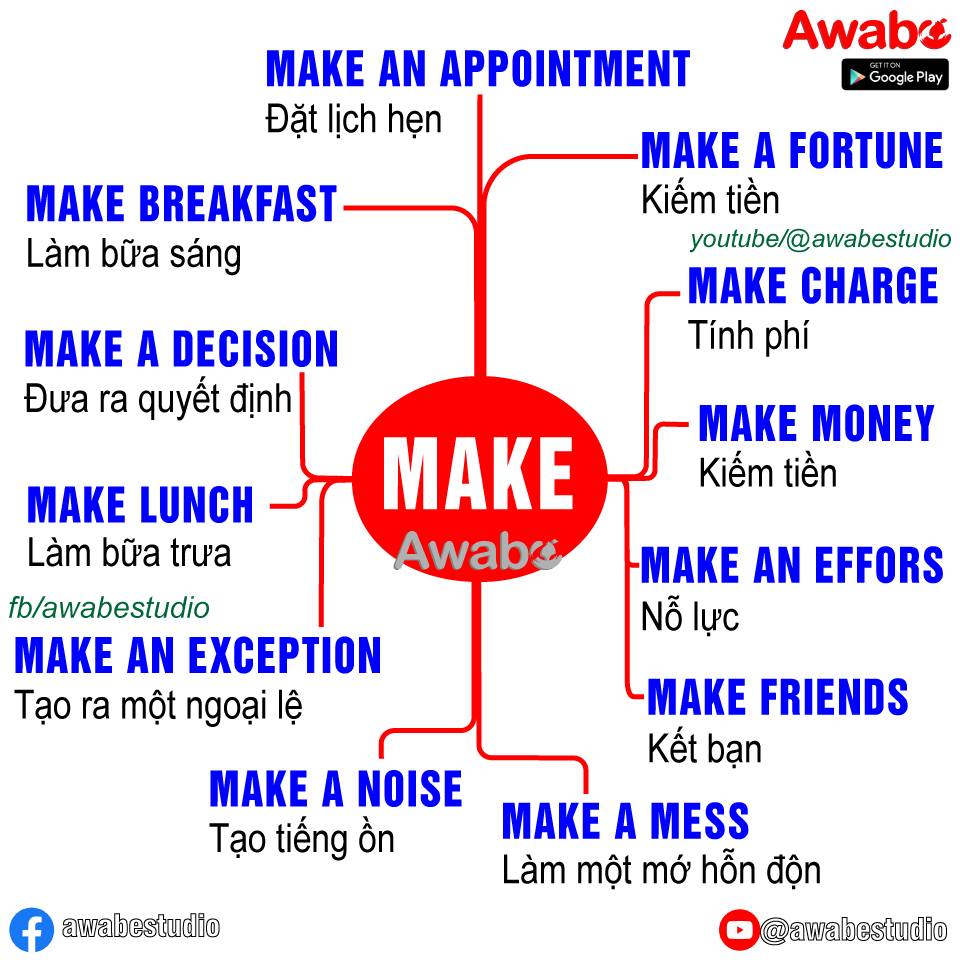 Awabe
GET IT ON
Google Play
MAKE AN APPOINTMENT
Đặt lịch hẹn
MAKE A FORTUNE
Kiếm tiền
youtube/@awabestudio
MAKE BREAKFAST
Làm bữa sáng
MAKE CHARGE
Tính phí
MAKE A DECISION
Đưa ra quyết định
MAKE MONEY
Kiếm tiền
MAKE
Awabe
MAKE LUNCH
Làm bữa trưa
fb/awabestudio
MAKE AN EFFORS
Nỗ lực
MAKE AN EXCEPTION
Tạo ra một ngoại lệ
MAKE FRIENDS
Kết bạn
MAKE A NOISE
Tạo tiếng ồn
MAKE A MESS
Làm một mớ hỗn độn
awabestudio
@awabestudio